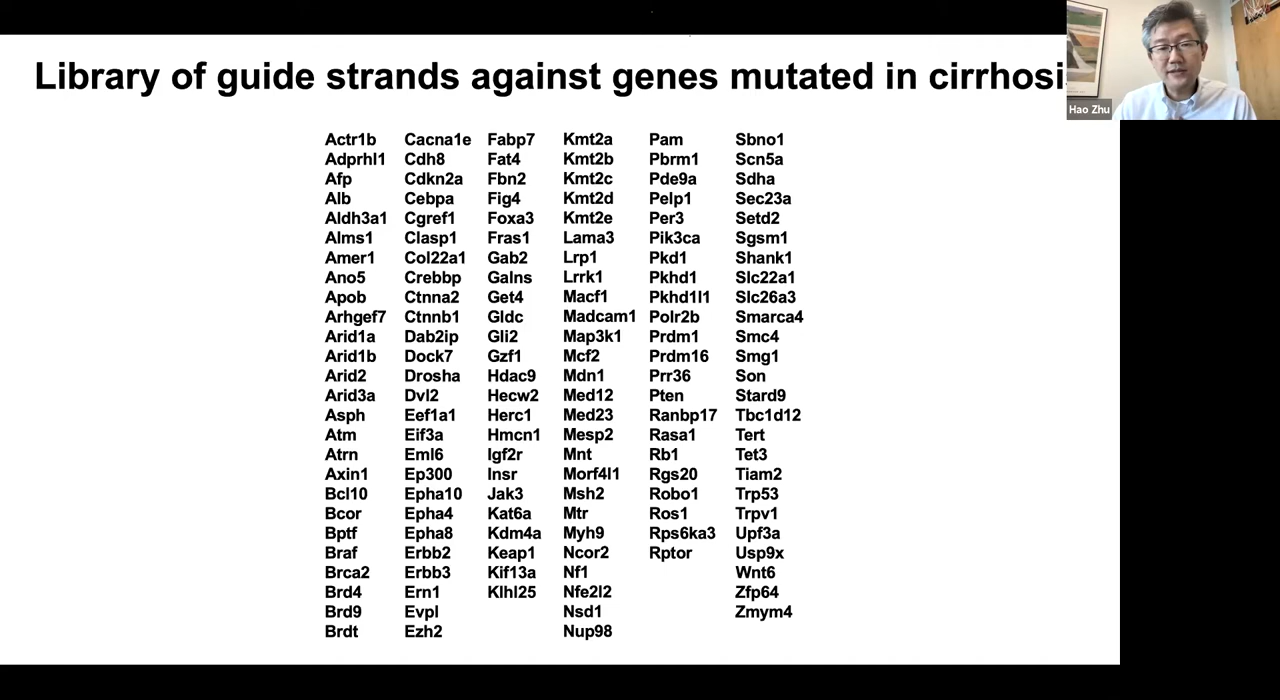 Library of guide strands against genes mutated in cirrhosi
Hao Zhu
Actr1b Cacna1e Fabp7 Kmt2a Pam Sbno1
Adprhl1 Cdh8 Fat4 Kmt2b Pbrm1 Scn5a
Afp Cdkn2a Fbn2 Kmt2c Pde9a Sdha
Alb Cebpa Fig4 Kmt2d Pelp1 Sec23a
Aldh3a1 Cgref1 Foxa3 Kmt2e Per3 Setd2
Alms1 Clasp1 Fras1 Lama3 Pik3ca Sgsm1
Amer1 Col22a1 Gab2 Lrp1 Pkd1 Shank1
Ano5 Crebbp Galns Lrrk1 Pkhd1 Slc22a1
Apob Ctnna2 Get4 Macf1 Pkhd1l1 Slc26a3
Arhgef7 Ctnnb1 Gldc Madcam1 Polr2b Smarca4
Arid1a Dab2ip Gli2 Map3k1 Prdm1 Smc4
Arid1b Dock7 Gzf1 Mcf2 Prdm16 Smg1
Arid2 Drosha Hdac9 Mdn1 Prr36 Son
Arid3a Dvl2 Hecw2 Med12 Pten Stard9
Asph Eef1a1 Herc1 Med23 Ranbp17 Tbc1d12
Atm Eif3a Hmcn1 Mesp2 Rasa1 Tert
Atrn Eml6 Igf2r Mnt Rb1 Tet3
Axin1 Ep300 Insr Morf4l1 Rgs20 Tiam2
Bcl10 Epha10 Jak3 Msh2 Robo1 Trp53
Bcor Epha4 Kat6a Mtr Ros1 Trpv1
Bptf Epha8 Kdm4a Myh9 Rps6ka3 Upf3a
Braf Erbb2 Keap1 Ncor2 Rptor Usp9x
Brca2 Erbb3 Kif13a Nf1 Wnt6
Brd4 Ern1 Klhl25 Nfe2l2 Zfp64
Brd9 Evpl Nsd1 Zmym4
Brdt Ezh2 Nup98